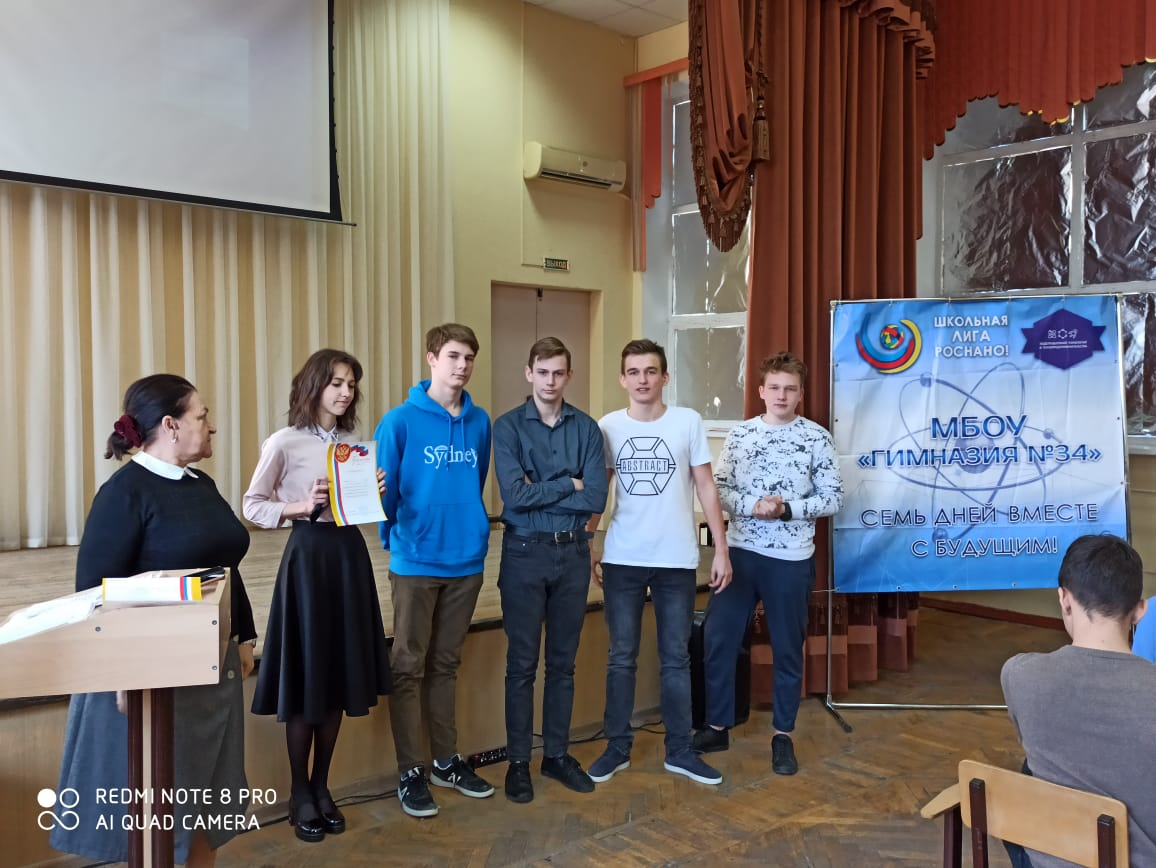 ВЫХОД
ШКОЛЬНАЯ
ЛИГА
РОСНАНО!
МБОУ
«ГИМНАЗИЯ №34»
СЕМЬ ДНЕЙ ВМЕСТЕ
С БУДУЩИМ!
Sydney
ABSTRACT
REDMI NOTE 8 PRO
AI QUAD CAMERA